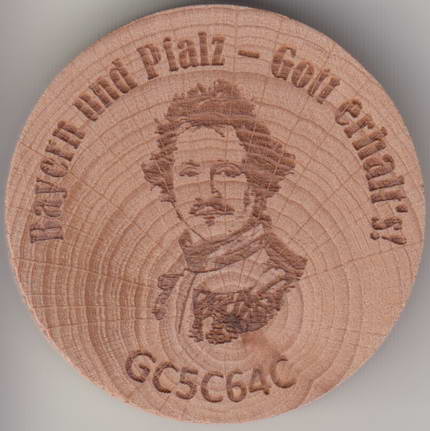 Bayern und Pfalz – Gott erhalt's!
GC5C64C